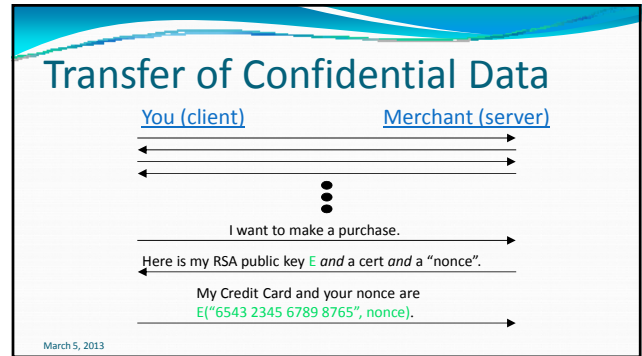 Transfer of Confidential Data
You (client) Merchant (server)
I want to make a purchase.
Here is my RSA public key E and a cert and a “nonce”.
My Credit Card and your nonce are
E(“6543 2345 6789 8765”, nonce).
March 5, 2013